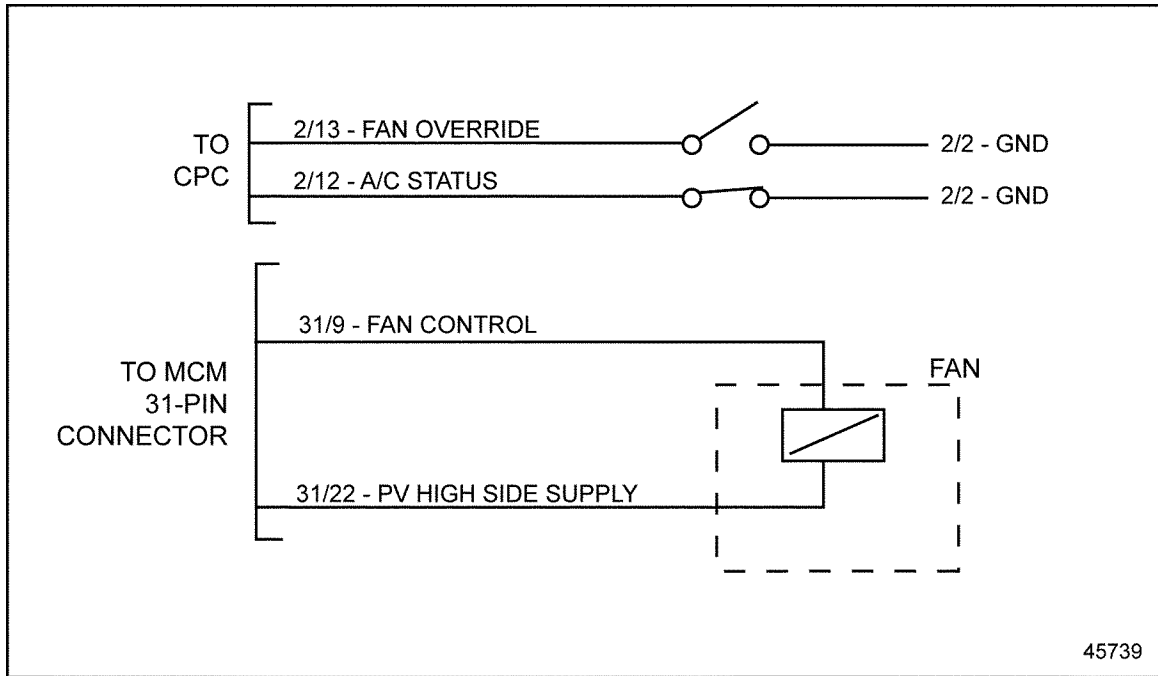 TO
CPC
2/13 - FAN OVERRIDE
2/2 - GND
2/12 - A/C STATUS
2/2 - GND
TO MCM
31-PIN
CONNECTOR
31/9 - FAN CONTROL
FAN
31/22 - PV HIGH SIDE SUPPLY
45739